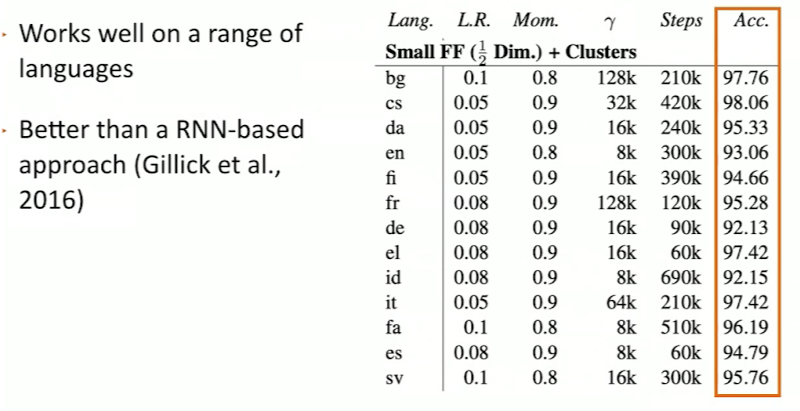 Works well on a range of
languages
Better than a RNN-based
approach (Gillick et al.,
2016)
Lang. L.R. Mom. γ Steps Acc.
Small FF (½ Dim.) + Clusters
bg 0.1 0.8 128k 210k 97.76
cs 0.05 0.9 32k 420k 98.06
da 0.05 0.9 16k 240k 95.33
en 0.05 0.8 8k 300k 93.06
fi 0.05 0.9 16k 390k 94.66
fr 0.08 0.9 128k 120k 95.28
de 0.08 0.9 16k 90k 92.13
el 0.08 0.9 16k 60k 97.42
id 0.08 0.9 8k 690k 92.15
it 0.05 0.9 64k 210k 97.42
fa 0.1 0.8 8k 510k 96.19
es 0.08 0.9 8k 60k 94.79
sv 0.1 0.8 16k 300k 95.76